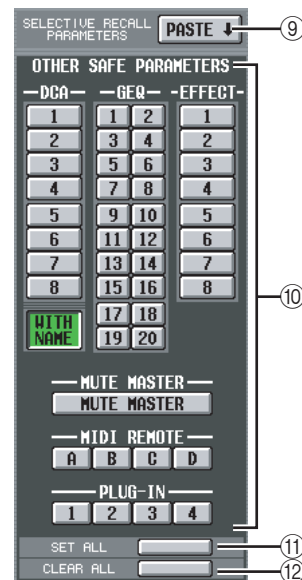 SELECTIVE RECALL PARAMETERS PASTE ↓ ⑨
OTHER SAFE PARAMETERS
DCA GEQ EFFECT
1 1 2 1
2 3 4 2
3 5 6 3
4 7 8 4
5 9 10 5
6 11 12 6
7 13 14 7
8 15 16 8
WITH NAME 17 18
19 20
⑩
MUTE MASTER
MUTE MASTER
MIDI REMOTE
A B C D
PLUG-IN
1 2 3 4
SET ALL ⑪
CLEAR ALL ⑫